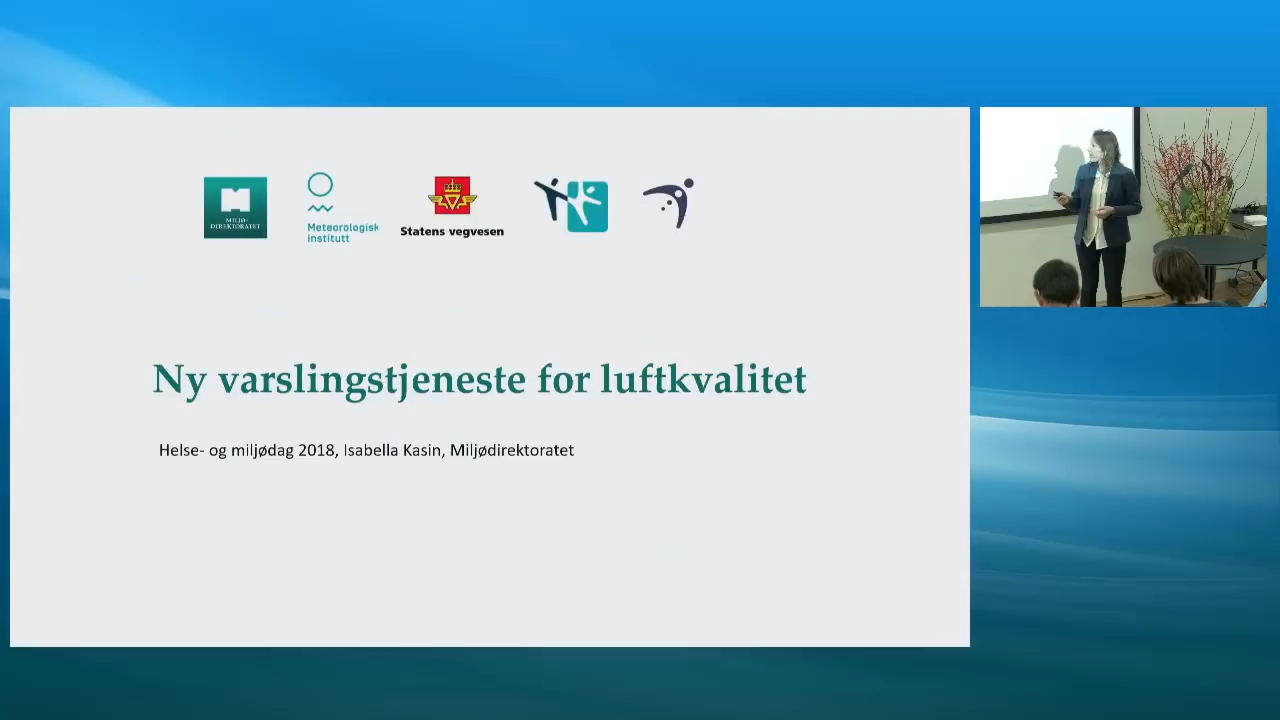 MILJØ-
DIREKTORATET
Meteorologisk
institutt
Statens vegvesen
Ny varslingstjeneste for luftkvalitet
Helse- og miljødag 2018, Isabella Kasin, Miljødirektoratet